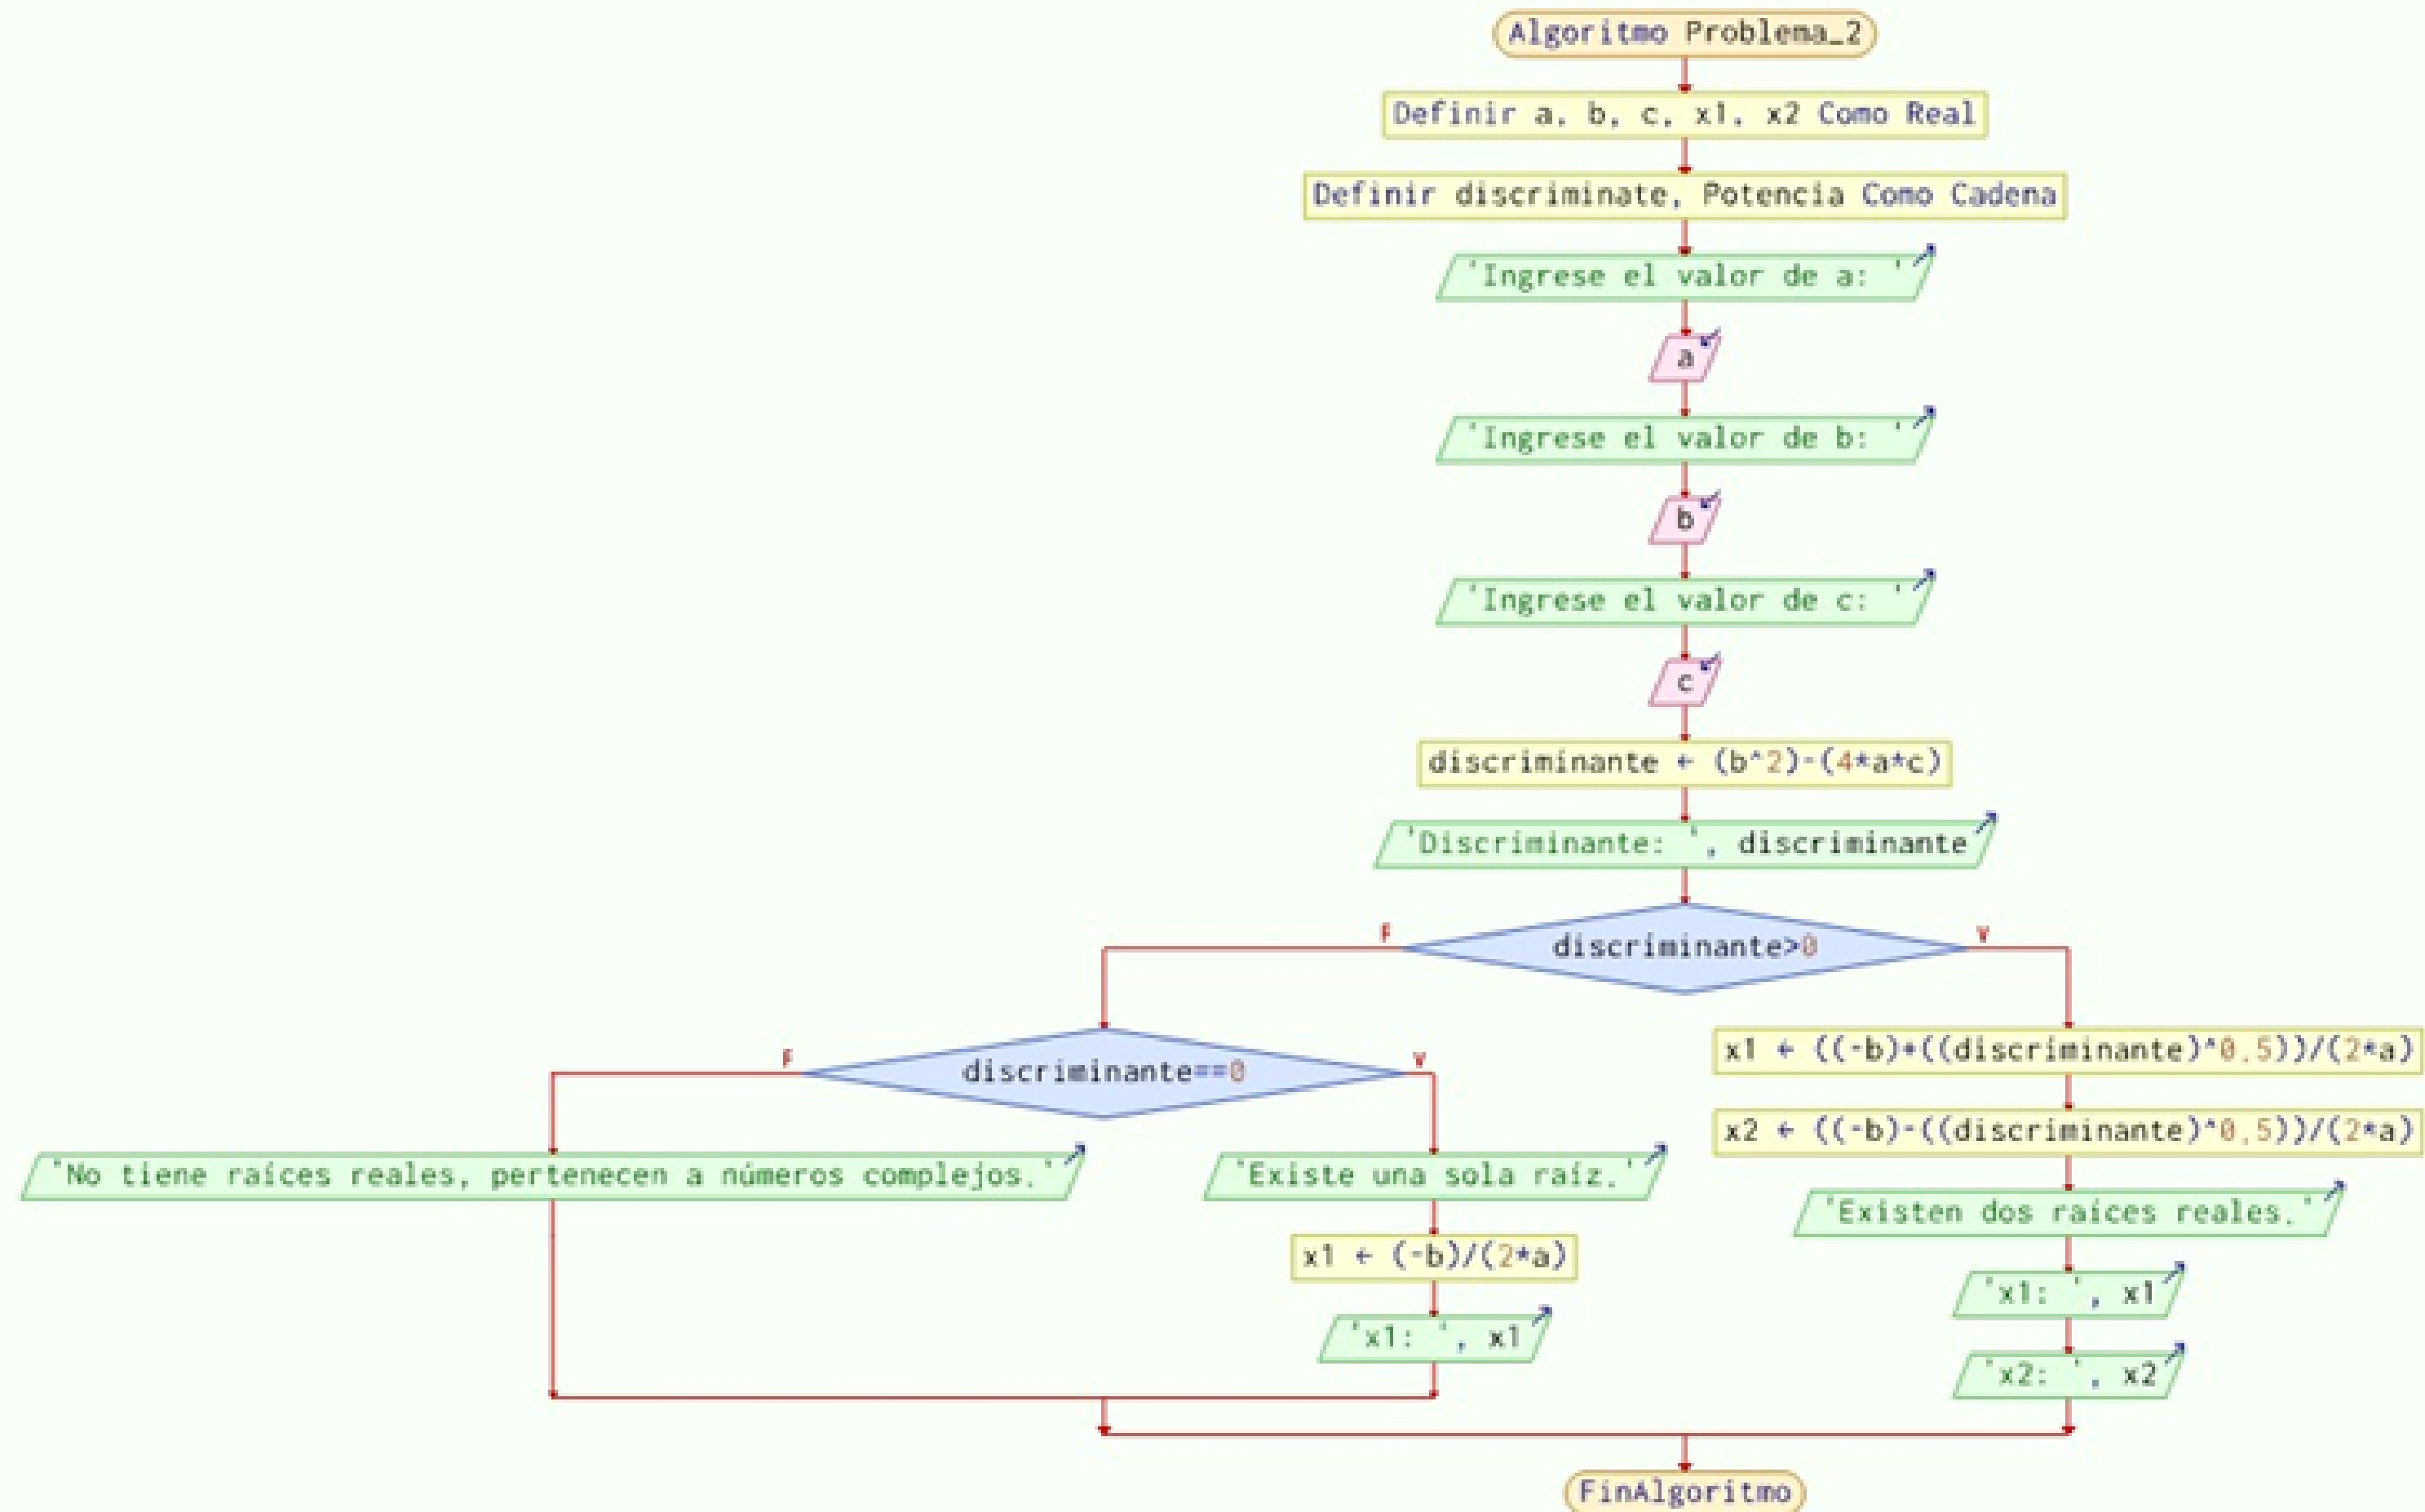 Algoritmo Problema_2
Definir a, b, c, x1, x2 Como Real
Definir discriminate, Potencia Como Cadena
'Ingrese el valor de a: '
a
'Ingrese el valor de b: '
b
'Ingrese el valor de c: '
c
discriminante ← (b^2)-(4*a*c)
'Discriminante: ', discriminante
F
discriminante>0
V
F
discriminante==0
V
x1 ← ((-b)+((discriminante)^0.5))/(2*a)
x2 ← ((-b)-((discriminante)^0.5))/(2*a)
'No tiene raíces reales, pertenecen a números complejos.'
'Existe una sola raíz.'
'Existen dos raíces reales.'
x1 ← (-b)/(2*a)
'x1: ', x1
'x1: ', x1
'x2: ', x2
FinAlgoritmo